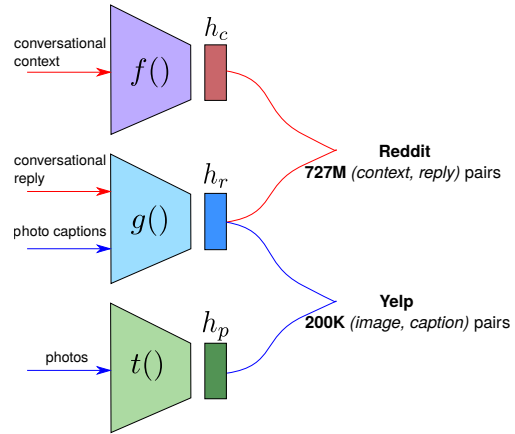 conversational
context
f()
h_c
Reddit
727M (context, reply) pairs
conversational
reply
photo captions
g()
h_r
Yelp
200K (image, caption) pairs
photos
t()
h_p